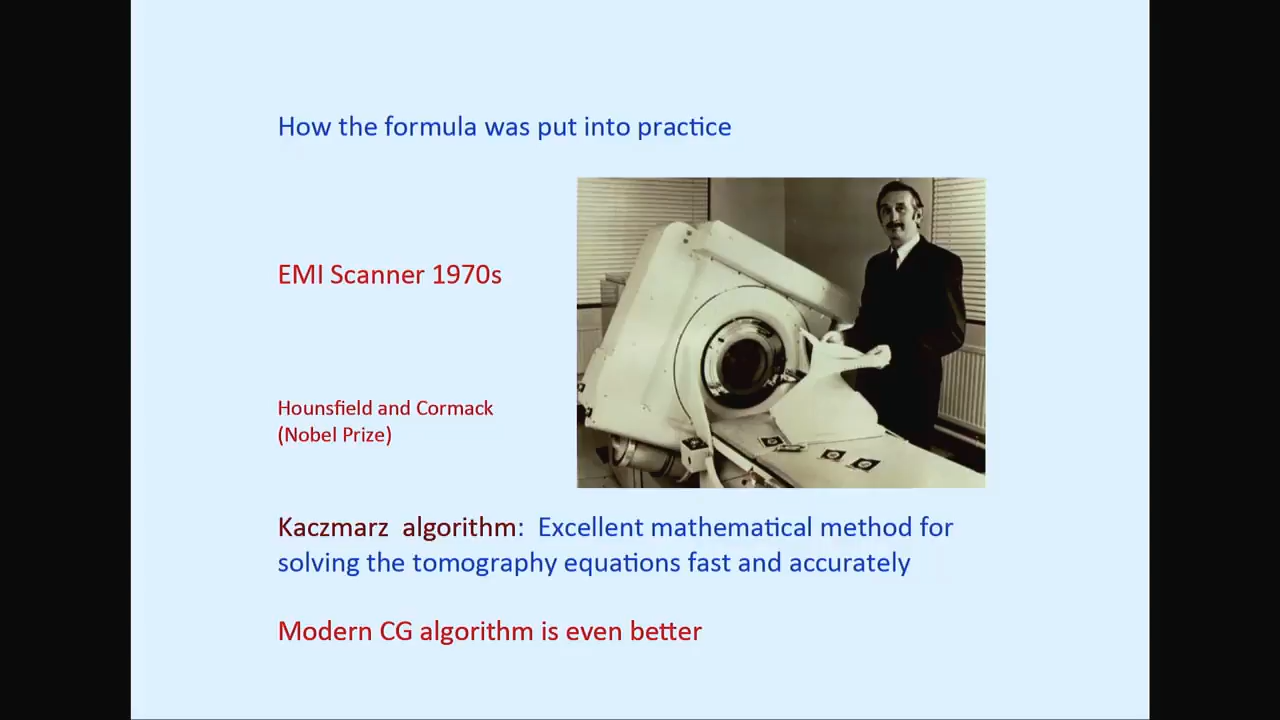 How the formula was put into practice
EMI Scanner 1970s
Hounsfield and Cormack
(Nobel Prize)
Kaczmarz algorithm: Excellent mathematical method for
solving the tomography equations fast and accurately
Modern CG algorithm is even better